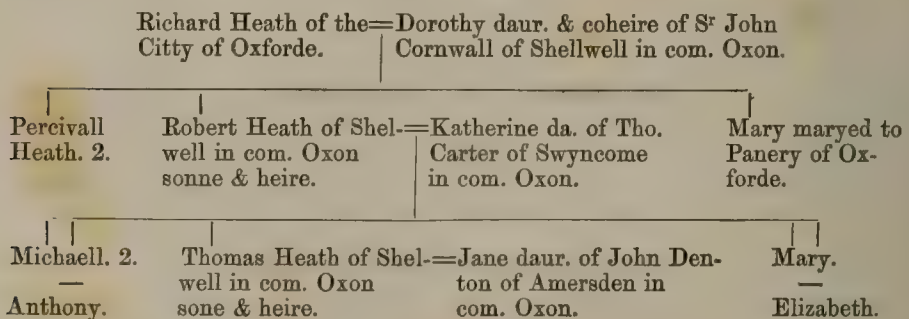 Richard Heath of the=Dorothy daur. & coheire of Sʳ John
Citty of Oxforde. Cornwall of Shellwell in com. Oxon.
Percivall Robert Heath of Shel-=Katherine da. of Tho. Mary maryed to
Heath. 2. well in com. Oxon Carter of Swyncome Panery of Ox-
sonne & heire. in com. Oxon. forde.
Michaell. 2. Thomas Heath of Shel-=Jane daur. of John Den- Mary.
— well in com. Oxon ton of Amersden in —
Anthony. sone & heire. com. Oxon. Elizabeth.